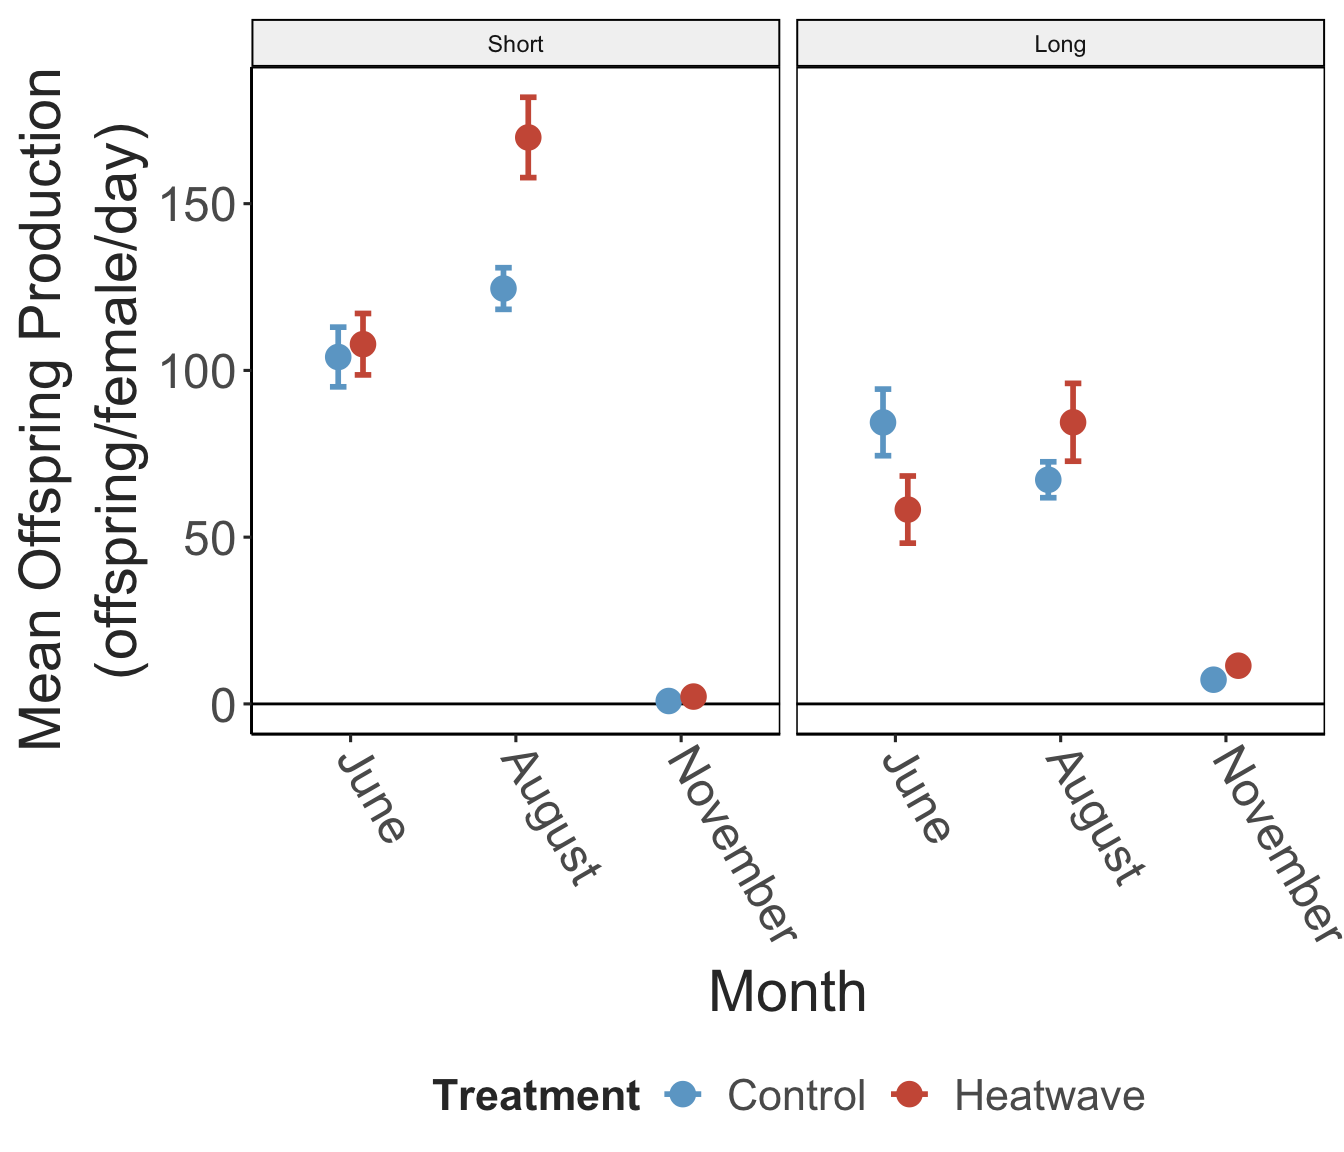 Short
Long
Mean Offspring Production
(offspring/female/day)
150
100
50
0
June
August
November
June
August
November
Month
Treatment Control Heatwave